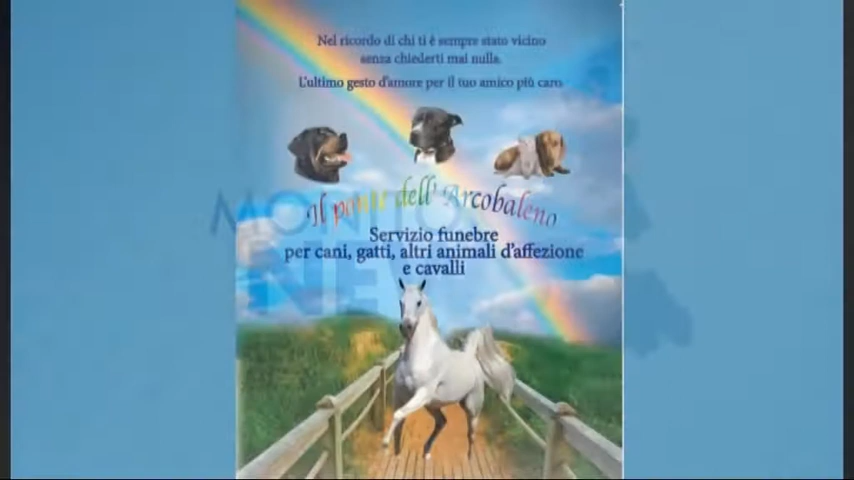 Nel ricordo di chi ti è sempre stato vicino
senza chiederti mai nulla.
L'ultimo gesto d'amore per il tuo amico più caro
Il ponte dell'Arcobaleno
Servizio funebre
per cani, gatti, altri animali d'affezione
e cavalli